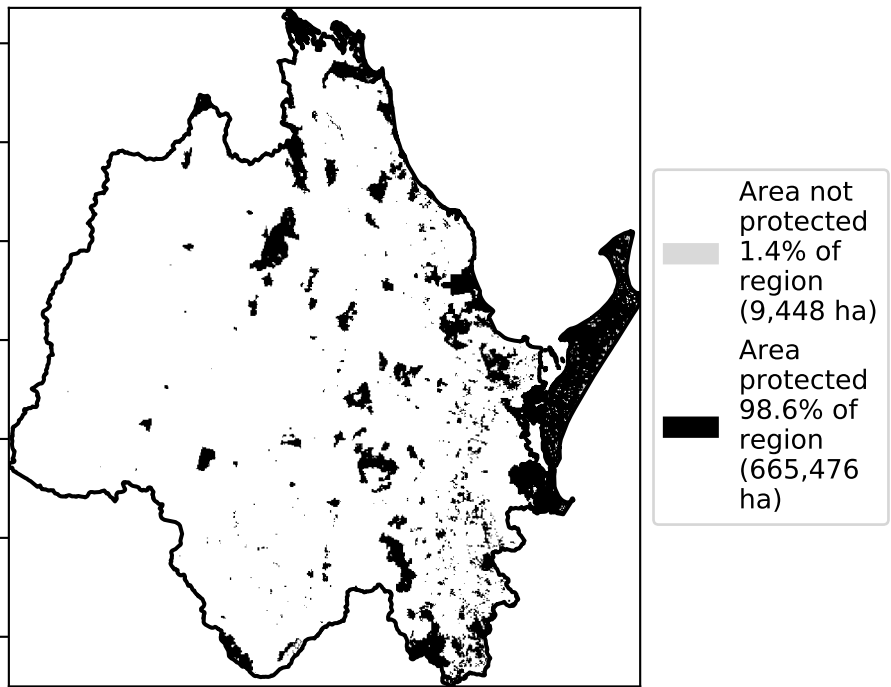 Area not
protected
1.4% of
region
(9,448 ha)
Area
protected
98.6% of
region
(665,476
ha)